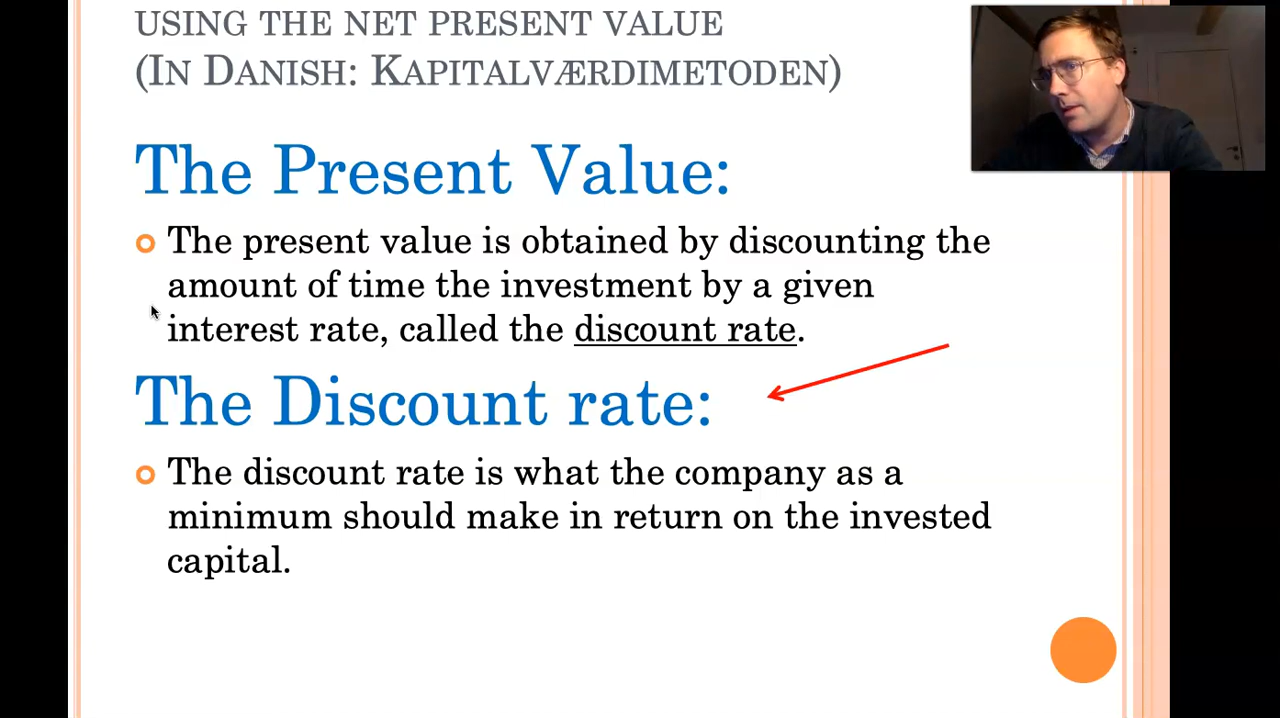 USING THE NET PRESENT VALUE
(IN DANISH: KAPITALVÆRDIMETODEN)
The Present Value:
The present value is obtained by discounting the
amount of time the investment by a given
interest rate, called the discount rate.
The Discount rate:
The discount rate is what the company as a
minimum should make in return on the invested
capital.